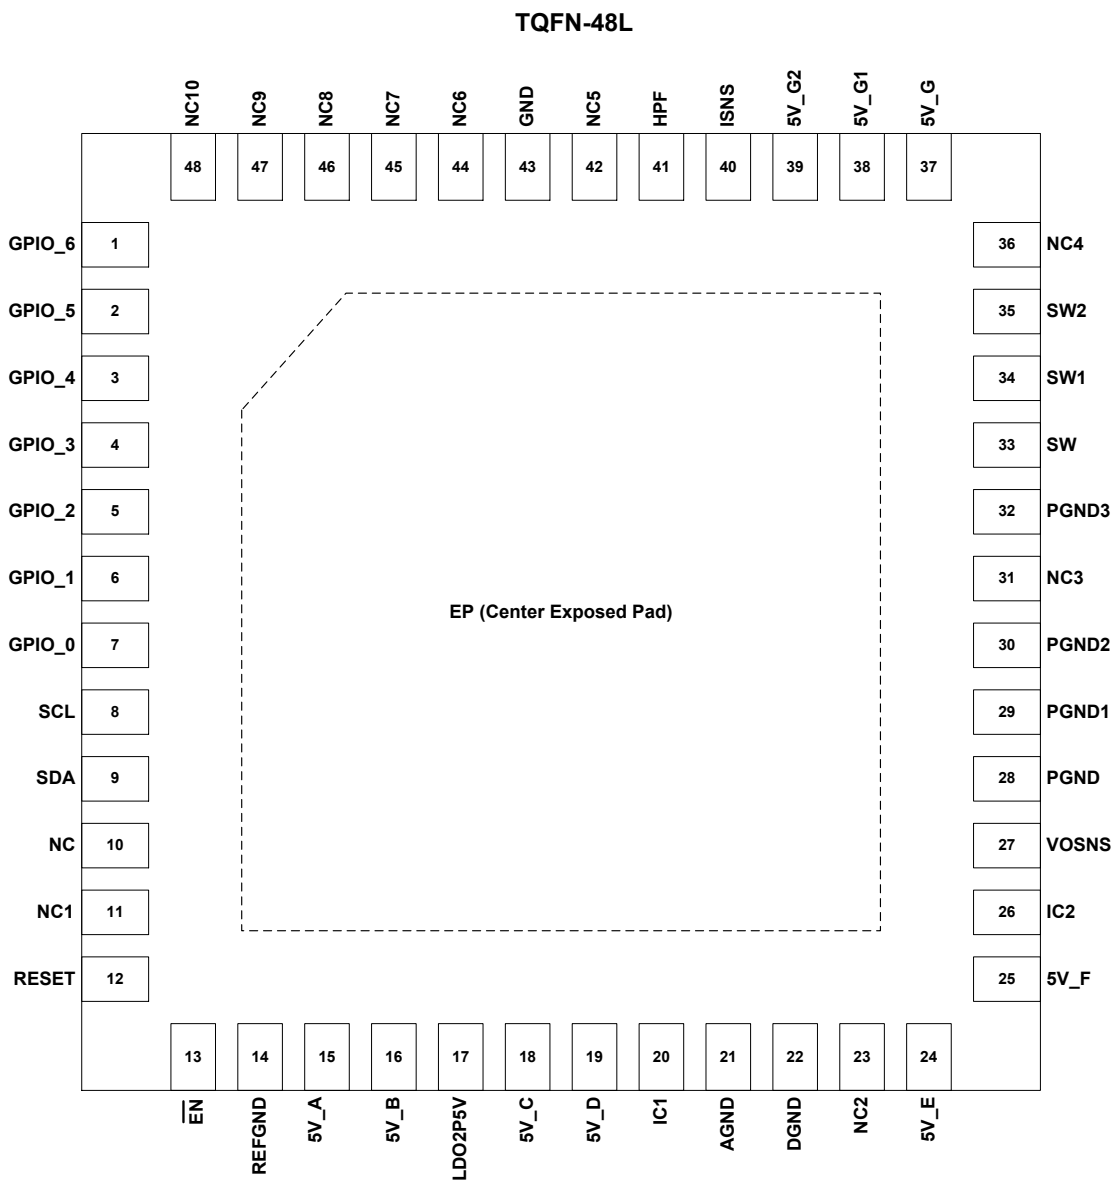 TQFN-48L
NC10 NC9 NC8 NC7 NC6 GND NC5 HPF ISNS 5V_G2 5V_G1 5V_G
48 47 46 45 44 43 42 41 40 39 38 37
GPIO_6 1 36 NC4
GPIO_5 2 35 SW2
GPIO_4 3 34 SW1
GPIO_3 4 33 SW
GPIO_2 5 32 PGND3
GPIO_1 6 31 NC3
EP (Center Exposed Pad)
GPIO_0 7 30 PGND2
SCL 8 29 PGND1
SDA 9 28 PGND
NC 10 27 VOSNS
NC1 11 26 IC2
RESET 12 25 5V_F
13 14 15 16 17 18 19 20 21 22 23 24
E̅N̅ REFGND 5V_A 5V_B LDO2P5V 5V_C 5V_D IC1 AGND DGND NC2 5V_E